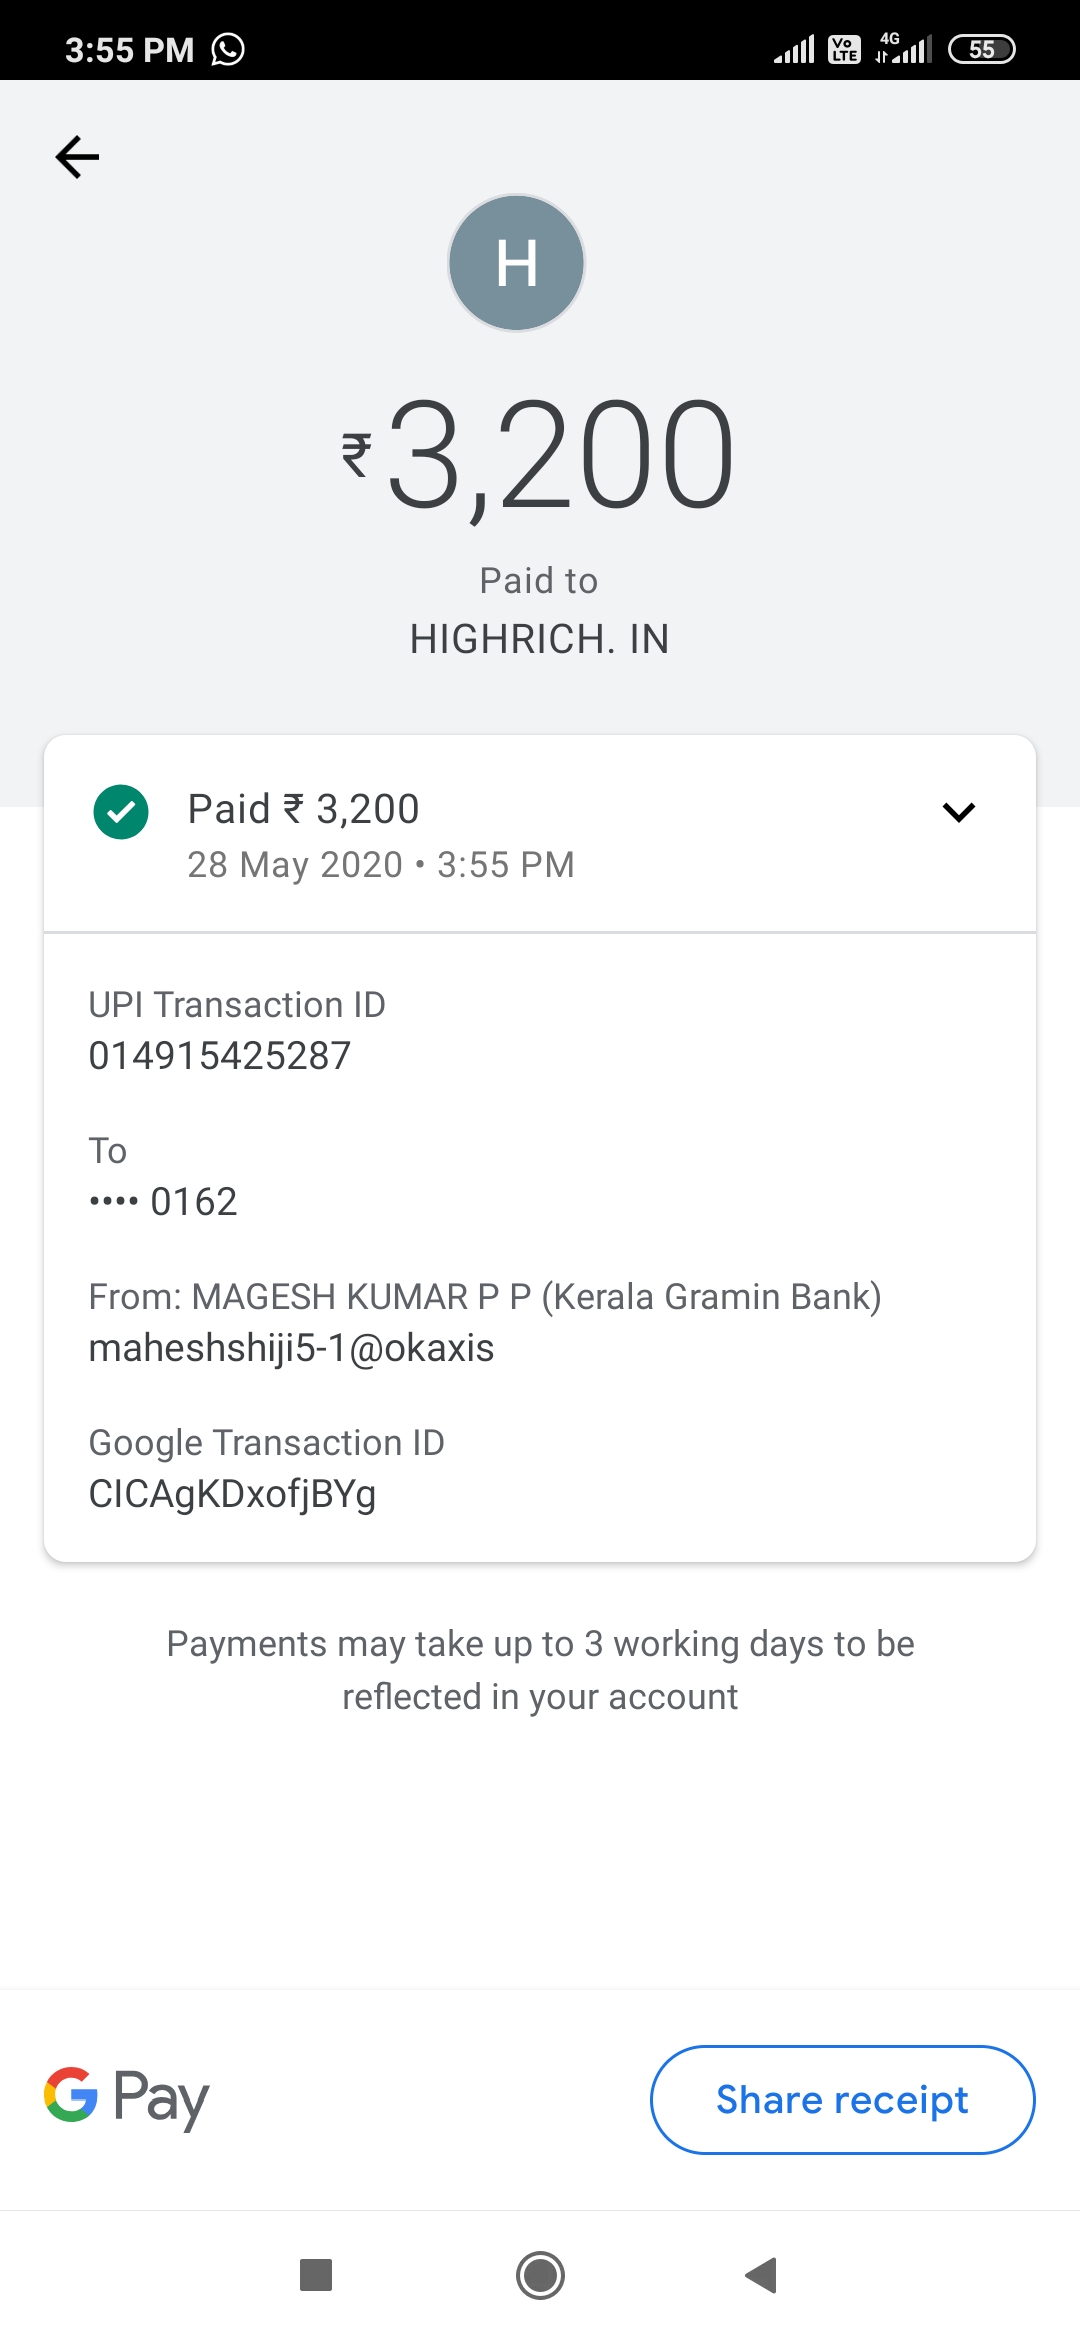 3:55 PM
Vo LTE 4G 55
H
₹3,200
Paid to
HIGHRICH. IN
Paid ₹ 3,200
28 May 2020 • 3:55 PM
UPI Transaction ID
014915425287
To
•••• 0162
From: MAGESH KUMAR P P (Kerala Gramin Bank)
maheshshiji5-1@okaxis
Google Transaction ID
CICAgKDxofjBYg
Payments may take up to 3 working days to be
reflected in your account
G Pay
Share receipt